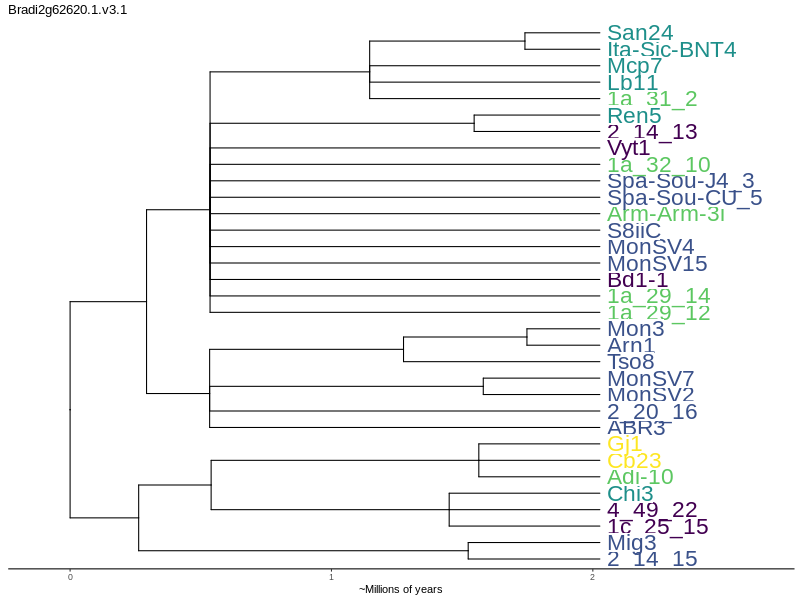 Bradi2g62620.1.v3.1
San24
Ita-Sic-BNT4
Mcp7
Lb11
1a_31_2
Ren5
2_14_13
Vyt1
1a_32_10
Spa-Sou-J4_3
Spa-Sou-CU_5
Arm-Arm-3i
S8iiC
MonSV4
MonSV15
Bd1-1
1a_29_14
1a_29_12
Mon3
Arn1
Tso8
MonSV7
MonSV2
2_20_16
ABR3
Gj1
Cb23
Adi-10
Chi3
4_49_22
1c_25_15
Mig3
2_14_15
0 1 2
~Millions of years